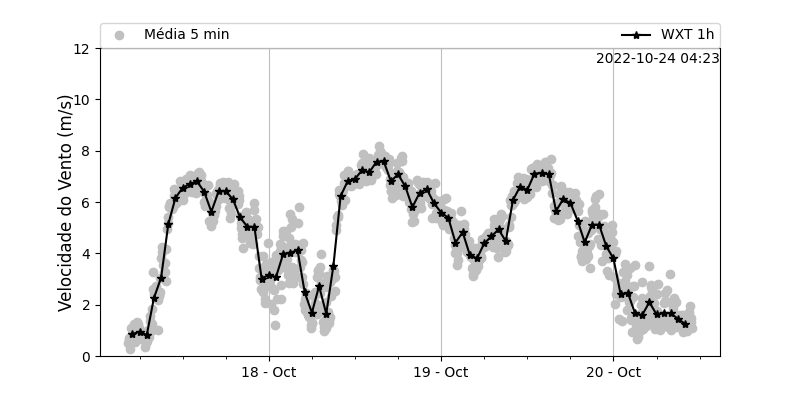 Média 5 min
WXT 1h
2022-10-24 04:23
Velocidade do Vento (m/s)
12
10
8
6
4
2
0
18 - Oct
19 - Oct
20 - Oct